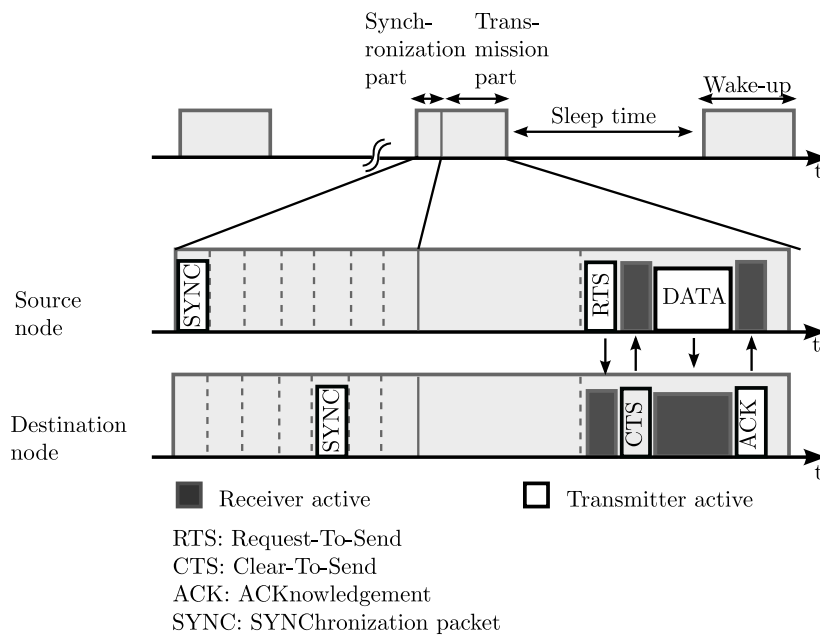 Synch-
ronization
part
Trans-
mission
part
Wake-up
Sleep time
t
Source
node
SYNC
RTS
DATA
t
Destination
node
SYNC
CTS
ACK
t
Receiver active
Transmitter active
RTS: Request-To-Send
CTS: Clear-To-Send
ACK: ACKnowledgement
SYNC: SYNChronization packet